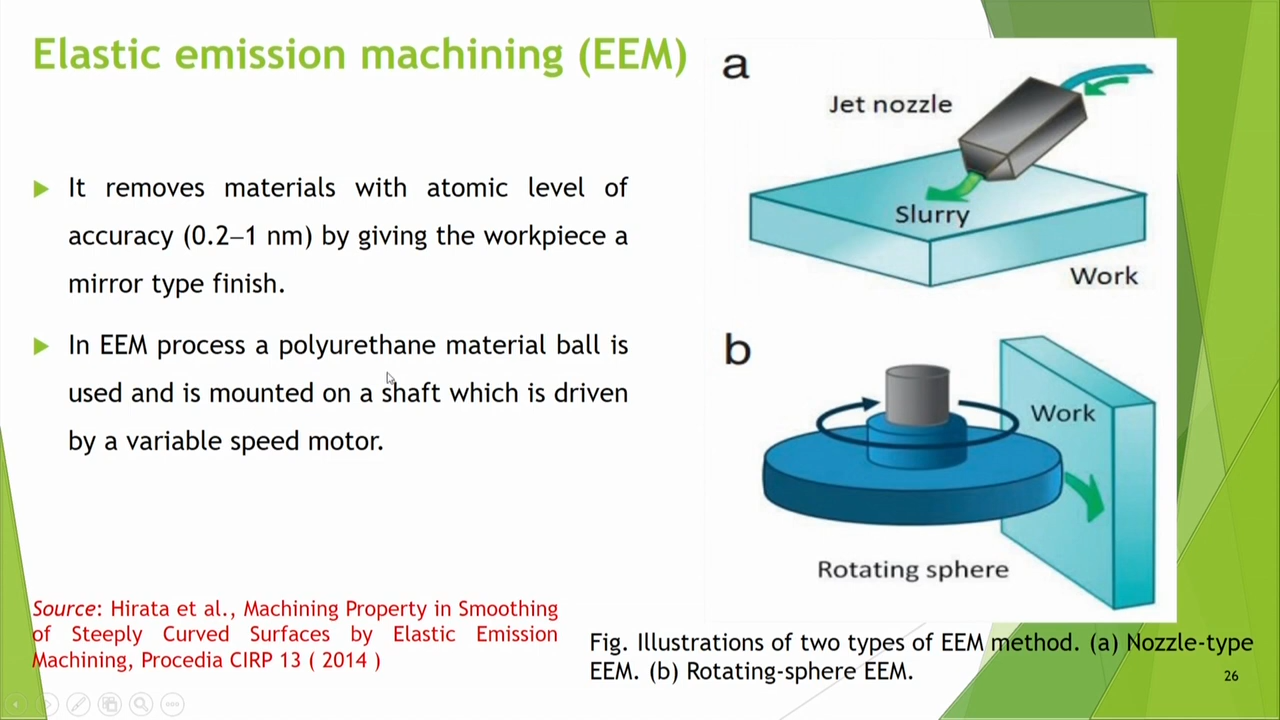 Elastic emission machining (EEM)
It removes materials with atomic level of
accuracy (0.2–1 nm) by giving the workpiece a
mirror type finish.
In EEM process a polyurethane material ball is
used and is mounted on a shaft which is driven
by a variable speed motor.
Source: Hirata et al., Machining Property in Smoothing
of Steeply Curved Surfaces by Elastic Emission
Machining, Procedia CIRP 13 ( 2014 )
a
Jet nozzle
Slurry
Work
b
Work
Rotating sphere
Fig. Illustrations of two types of EEM method. (a) Nozzle-type
EEM. (b) Rotating-sphere EEM.
26